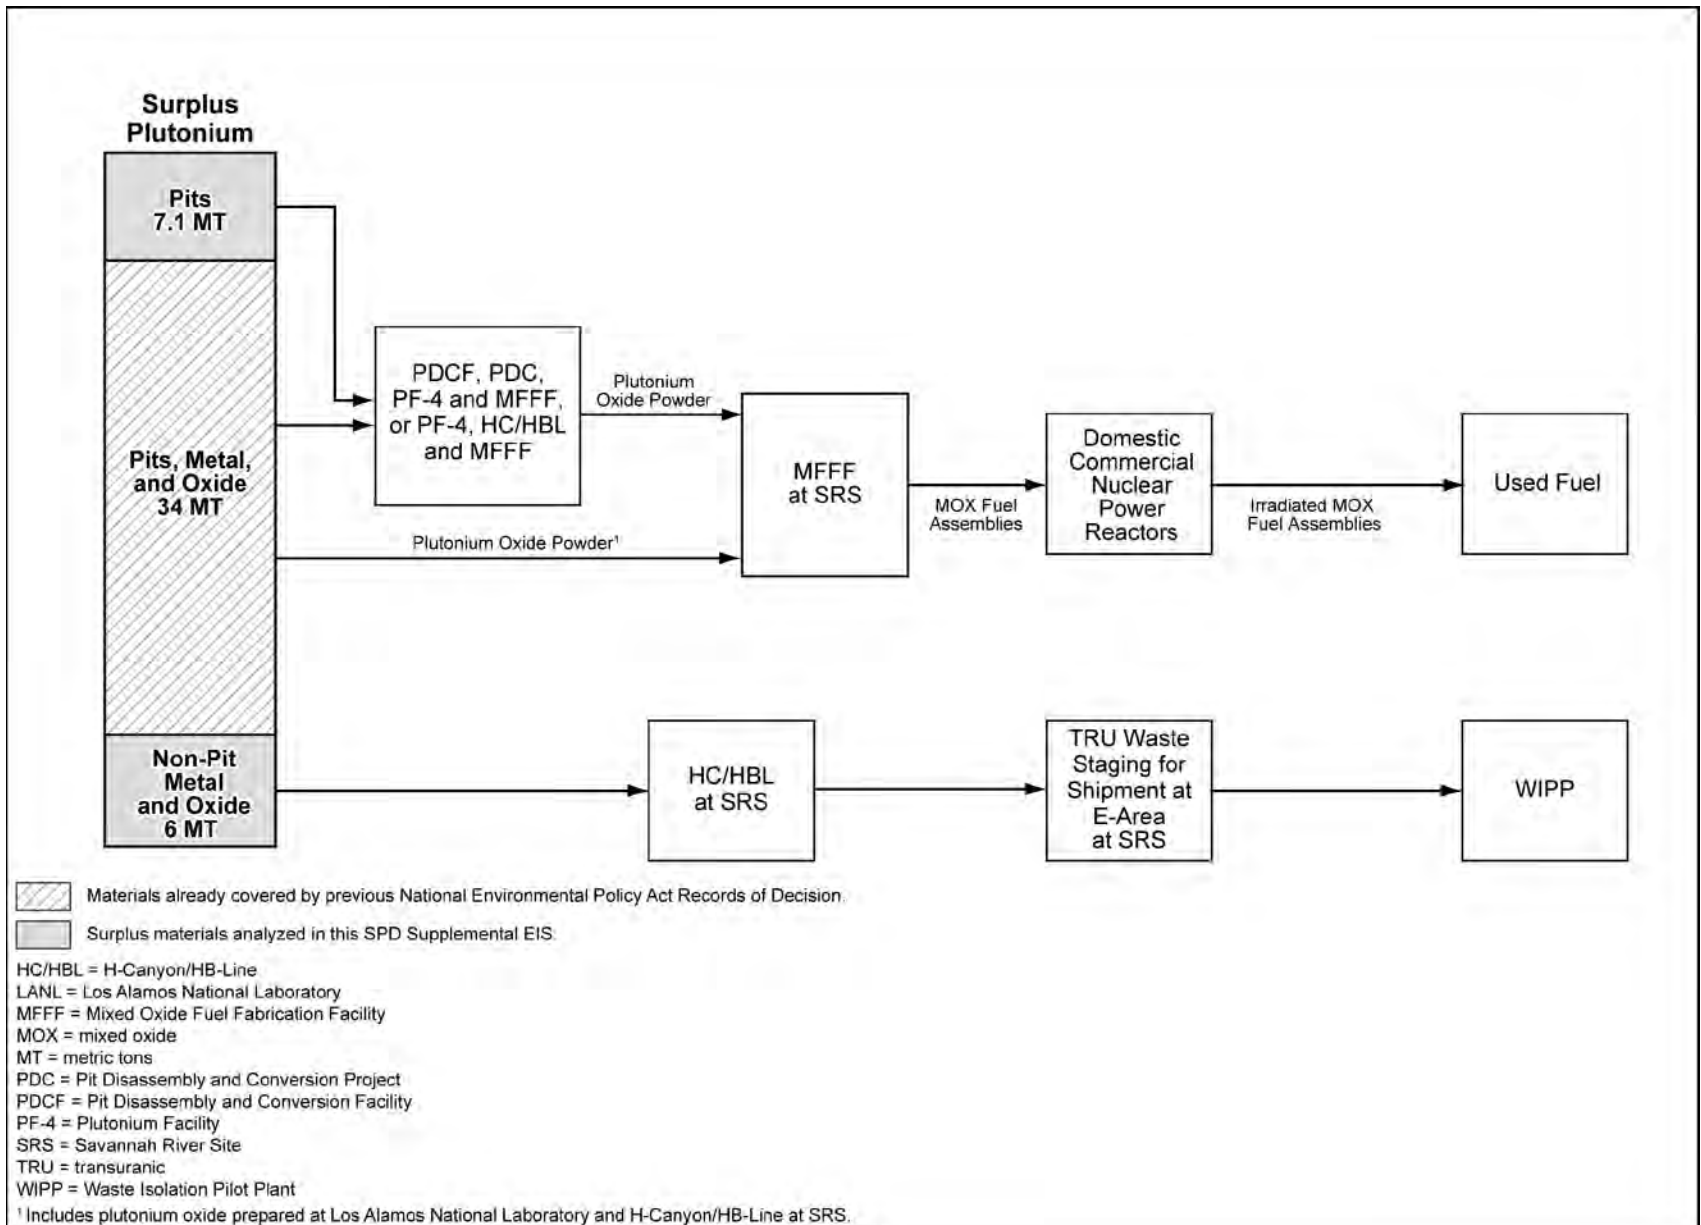 Surplus
Plutonium
Pits
7.1 MT
Pits, Metal,
and Oxide
34 MT
Non-Pit
Metal
and Oxide
6 MT
PDCF, PDC,
PF-4 and MFFF,
or PF-4, HC/HBL
and MFFF
Plutonium
Oxide Powder
Plutonium Oxide Powder¹
MFFF
at SRS
MOX Fuel
Assemblies
Domestic
Commercial
Nuclear
Power
Reactors
Irradiated MOX
Fuel Assemblies
Used Fuel
HC/HBL
at SRS
TRU Waste
Staging for
Shipment at
E-Area
at SRS
WIPP
Materials already covered by previous National Environmental Policy Act Records of Decision.
Surplus materials analyzed in this SPD Supplemental EIS.
HC/HBL = H-Canyon/HB-Line
LANL = Los Alamos National Laboratory
MFFF = Mixed Oxide Fuel Fabrication Facility
MOX = mixed oxide
MT = metric tons
PDC = Pit Disassembly and Conversion Project
PDCF = Pit Disassembly and Conversion Facility
PF-4 = Plutonium Facility
SRS = Savannah River Site
TRU = transuranic
WIPP = Waste Isolation Pilot Plant
¹ Includes plutonium oxide prepared at Los Alamos National Laboratory and H-Canyon/HB-Line at SRS.